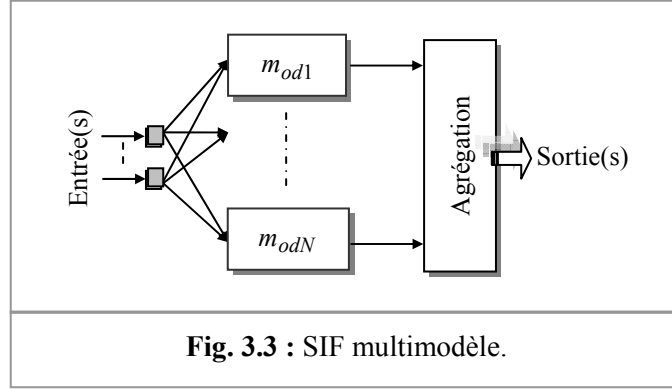 m_od1
Entrée(s)
Agrégation
Sortie(s)
m_odN
Fig. 3.3 : SIF multimodèle.